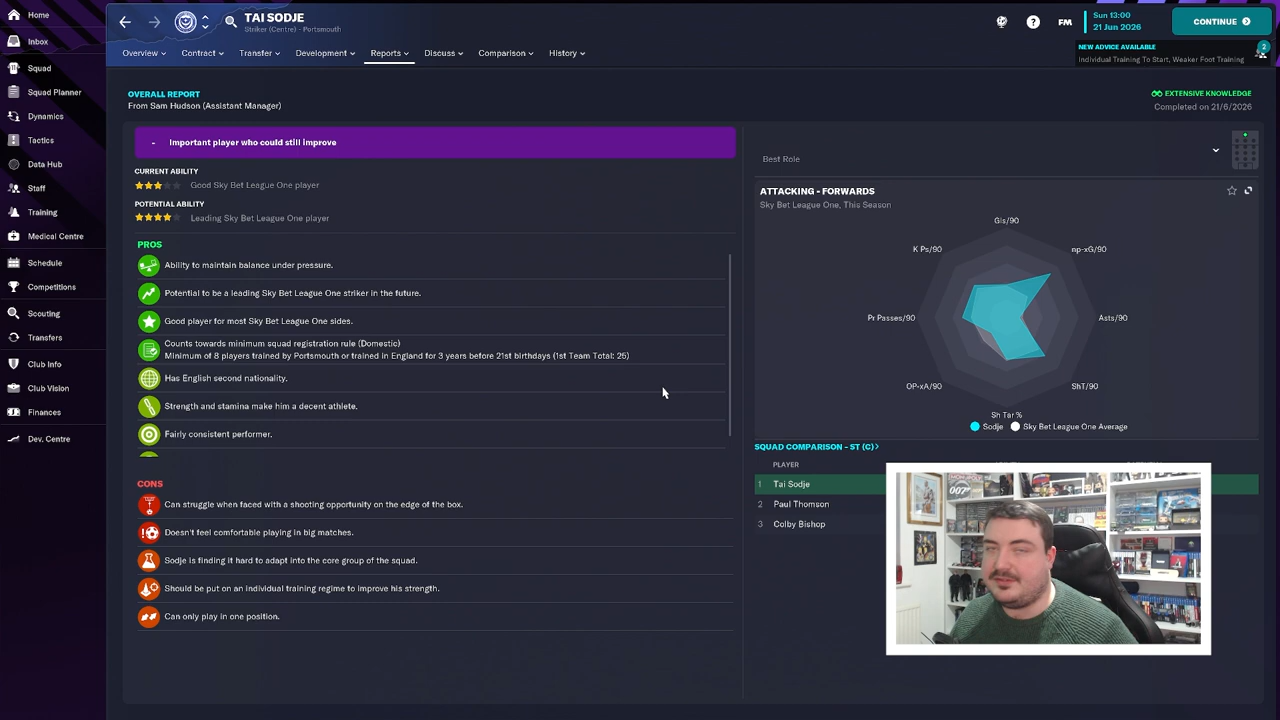 Home
Inbox
Squad
Squad Planner
Dynamics
Tactics
Data Hub
Staff
Training
Medical Centre
Schedule
Competitions
Scouting
Transfers
Club Info
Club Vision
Finances
Dev. Centre
TAI SODJE
Striker (Centre) - Portsmouth
FM
Sun 13:00
21 Jun 2026
CONTINUE
Overview
Contract
Transfer
Development
Reports
Discuss
Comparison
History
NEW ADVICE AVAILABLE
2
Individual Training To Start, Weaker Foot Training
OVERALL REPORT
From Sam Hudson (Assistant Manager)
EXTENSIVE KNOWLEDGE
Completed on 21/6/2026
- Important player who could still improve
CURRENT ABILITY
Good Sky Bet League One player
POTENTIAL ABILITY
Leading Sky Bet League One player
PROS
Ability to maintain balance under pressure.
Potential to be a leading Sky Bet League One striker in the future.
Good player for most Sky Bet League One sides.
Counts towards minimum squad registration rule (Domestic)
Minimum of 8 players trained by Portsmouth or trained in England for 3 years before 21st birthdays (1st Team Total: 25)
Has English second nationality.
Strength and stamina make him a decent athlete.
Fairly consistent performer.
CONS
Can struggle when faced with a shooting opportunity on the edge of the box.
Doesn't feel comfortable playing in big matches.
Sodje is finding it hard to adapt into the core group of the squad.
Should be put on an individual training regime to improve his strength.
Can only play in one position.
Best Role
ATTACKING - FORWARDS
Sky Bet League One, This Season
Gls/90
np-xG/90
Asts/90
ShT/90
Sh Tar %
OP-xA/90
Pr Passes/90
K Ps/90
Sodje
Sky Bet League One Average
SQUAD COMPARISON - ST (C)>
PLAYER
1 Tai Sodje
2 Paul Thomson
3 Colby Bishop
MONOPOLY
007